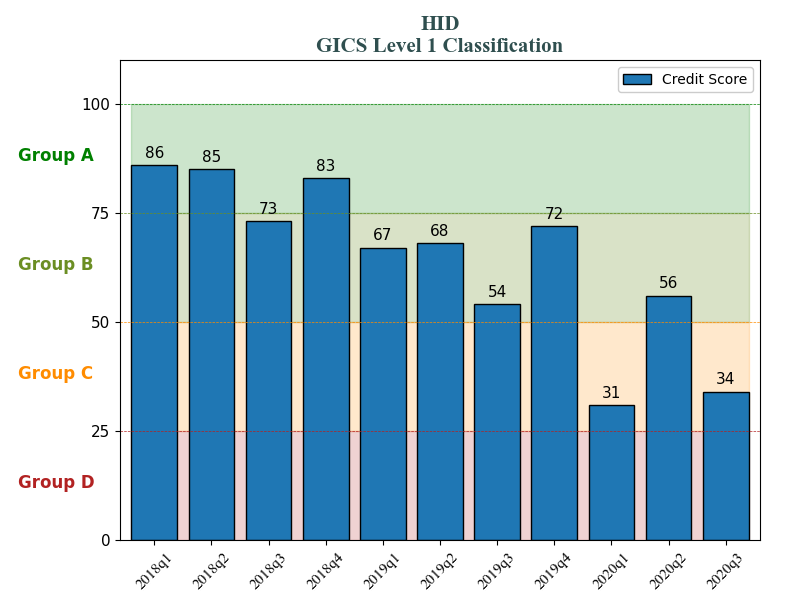 HID
GICS Level 1 Classification
Credit Score
100
Group A
86
85
73
83
75
Group B
67
68
54
72
50
Group C
31
56
34
25
Group D
0
2018q1
2018q2
2018q3
2018q4
2019q1
2019q2
2019q3
2019q4
2020q1
2020q2
2020q3